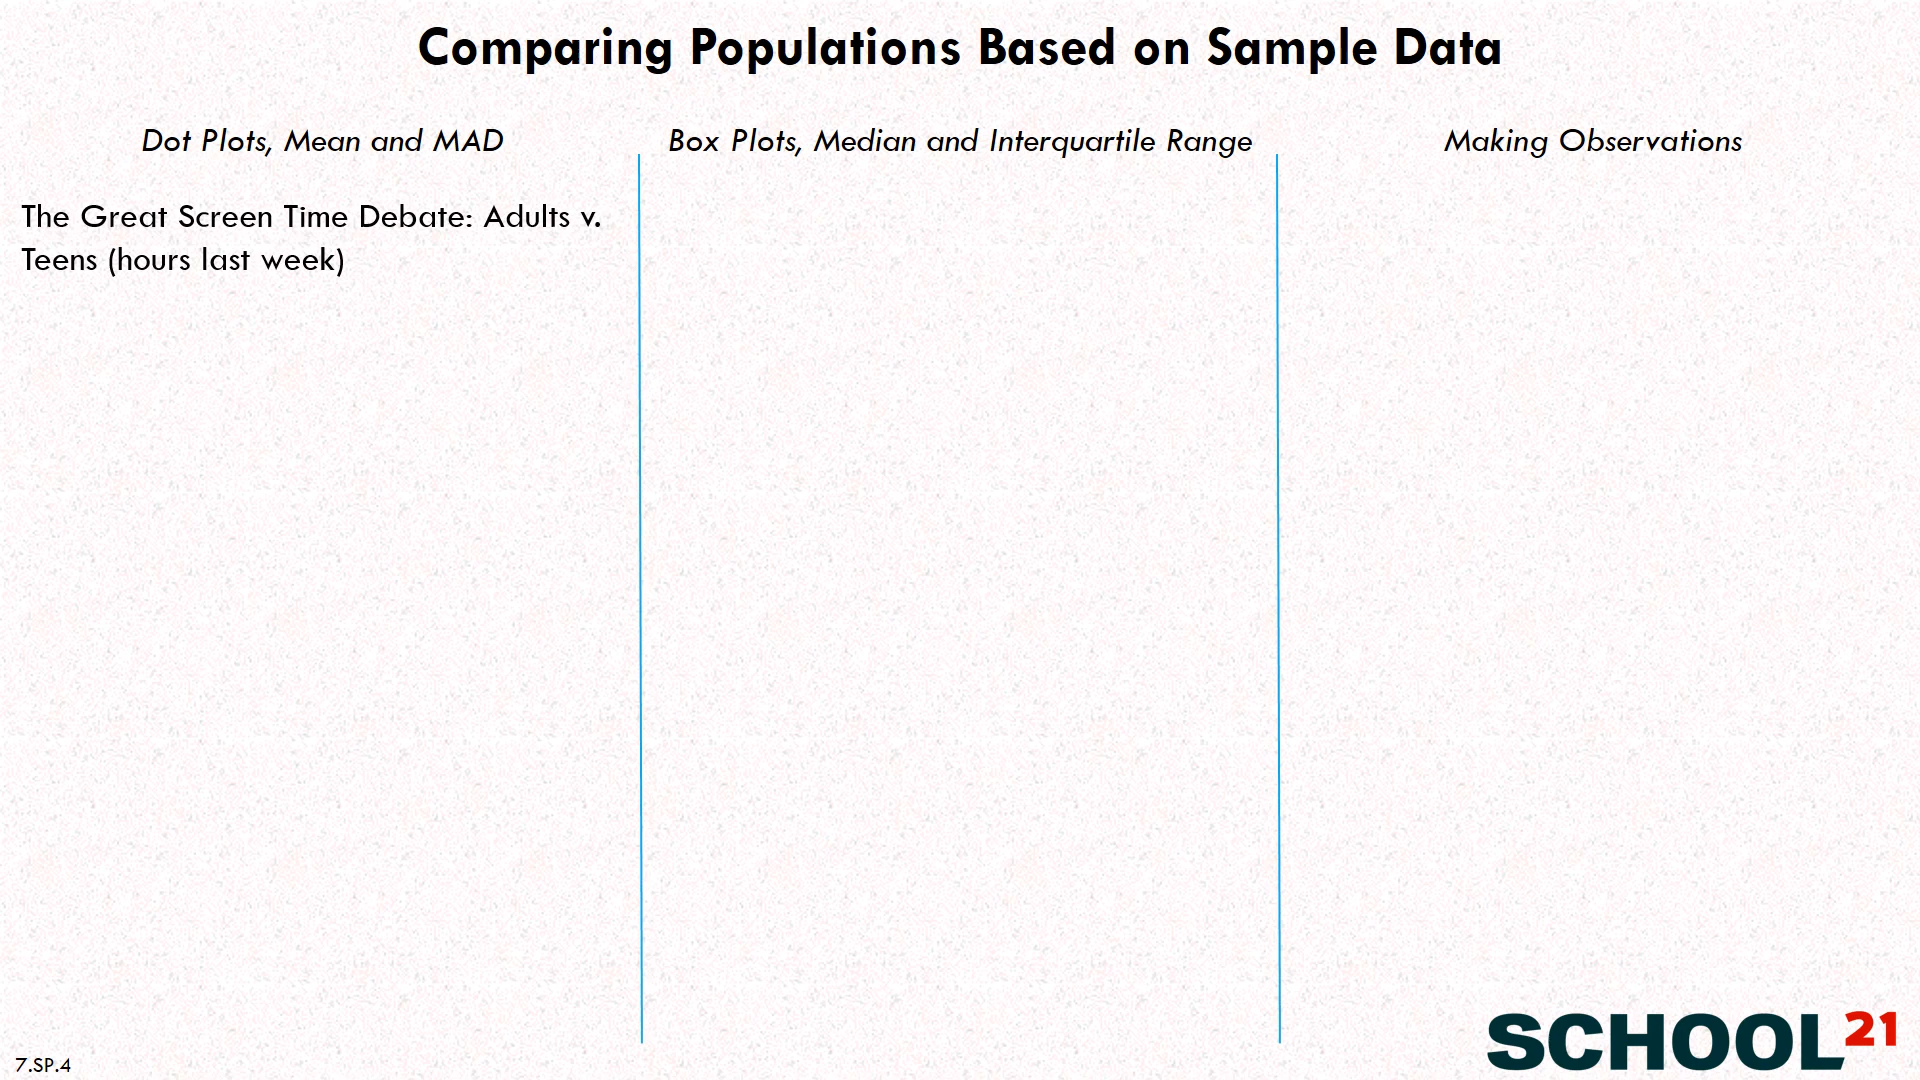 Comparing Populations Based on Sample Data
Dot Plots, Mean and MAD
The Great Screen Time Debate: Adults v.
Teens (hours last week)
Box Plots, Median and Interquartile Range
Making Observations
7.SP.4
SCHOOL21